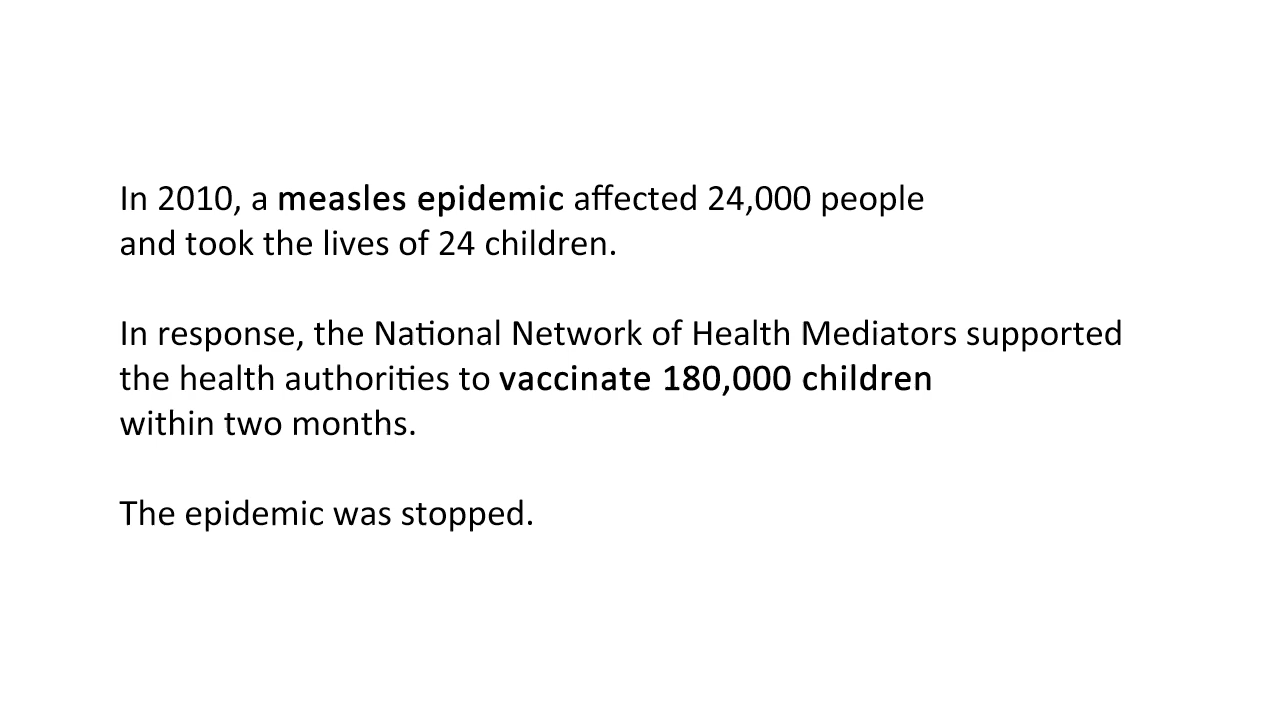 In 2010, a measles epidemic affected 24,000 people
and took the lives of 24 children.
In response, the National Network of Health Mediators supported
the health authorities to vaccinate 180,000 children
within two months.
The epidemic was stopped.